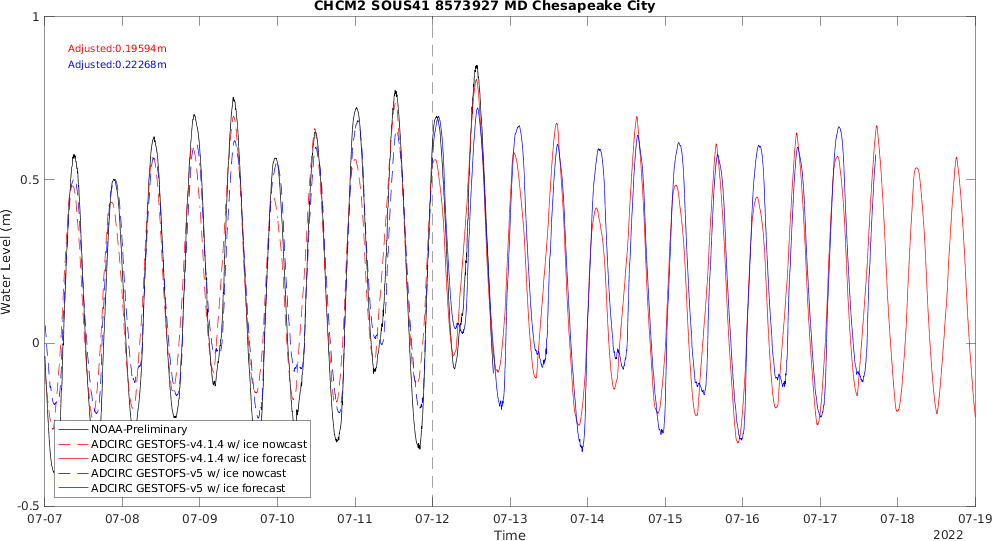 CHCM2 SOUS41 8573927 MD Chesapeake City
1
Adjusted:0.19594m
Adjusted:0.22268m
0.5
Water Level (m)
0
NOAA-Preliminary
ADCIRC GESTOFS-v4.1.4 w/ ice nowcast
ADCIRC GESTOFS-v4.1.4 w/ ice forecast
ADCIRC GESTOFS-v5 w/ ice nowcast
ADCIRC GESTOFS-v5 w/ ice forecast
-0.5
07-07 07-08 07-09 07-10 07-11 07-12 07-13 07-14 07-15 07-16 07-17 07-18 07-19
Time
2022